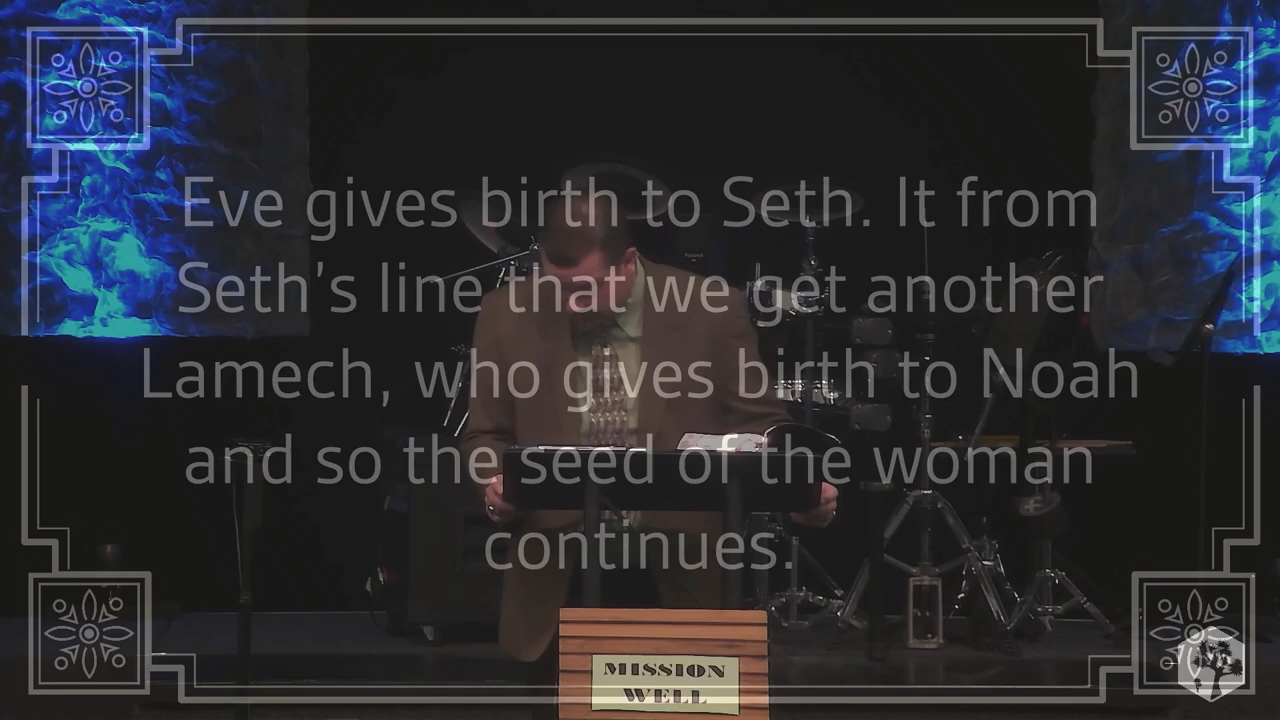 Eve gives birth to Seth. It from
Seth's line that we get another
Lamech, who gives birth to Noah
and so the seed of the woman
continues.
MISSION
WELL